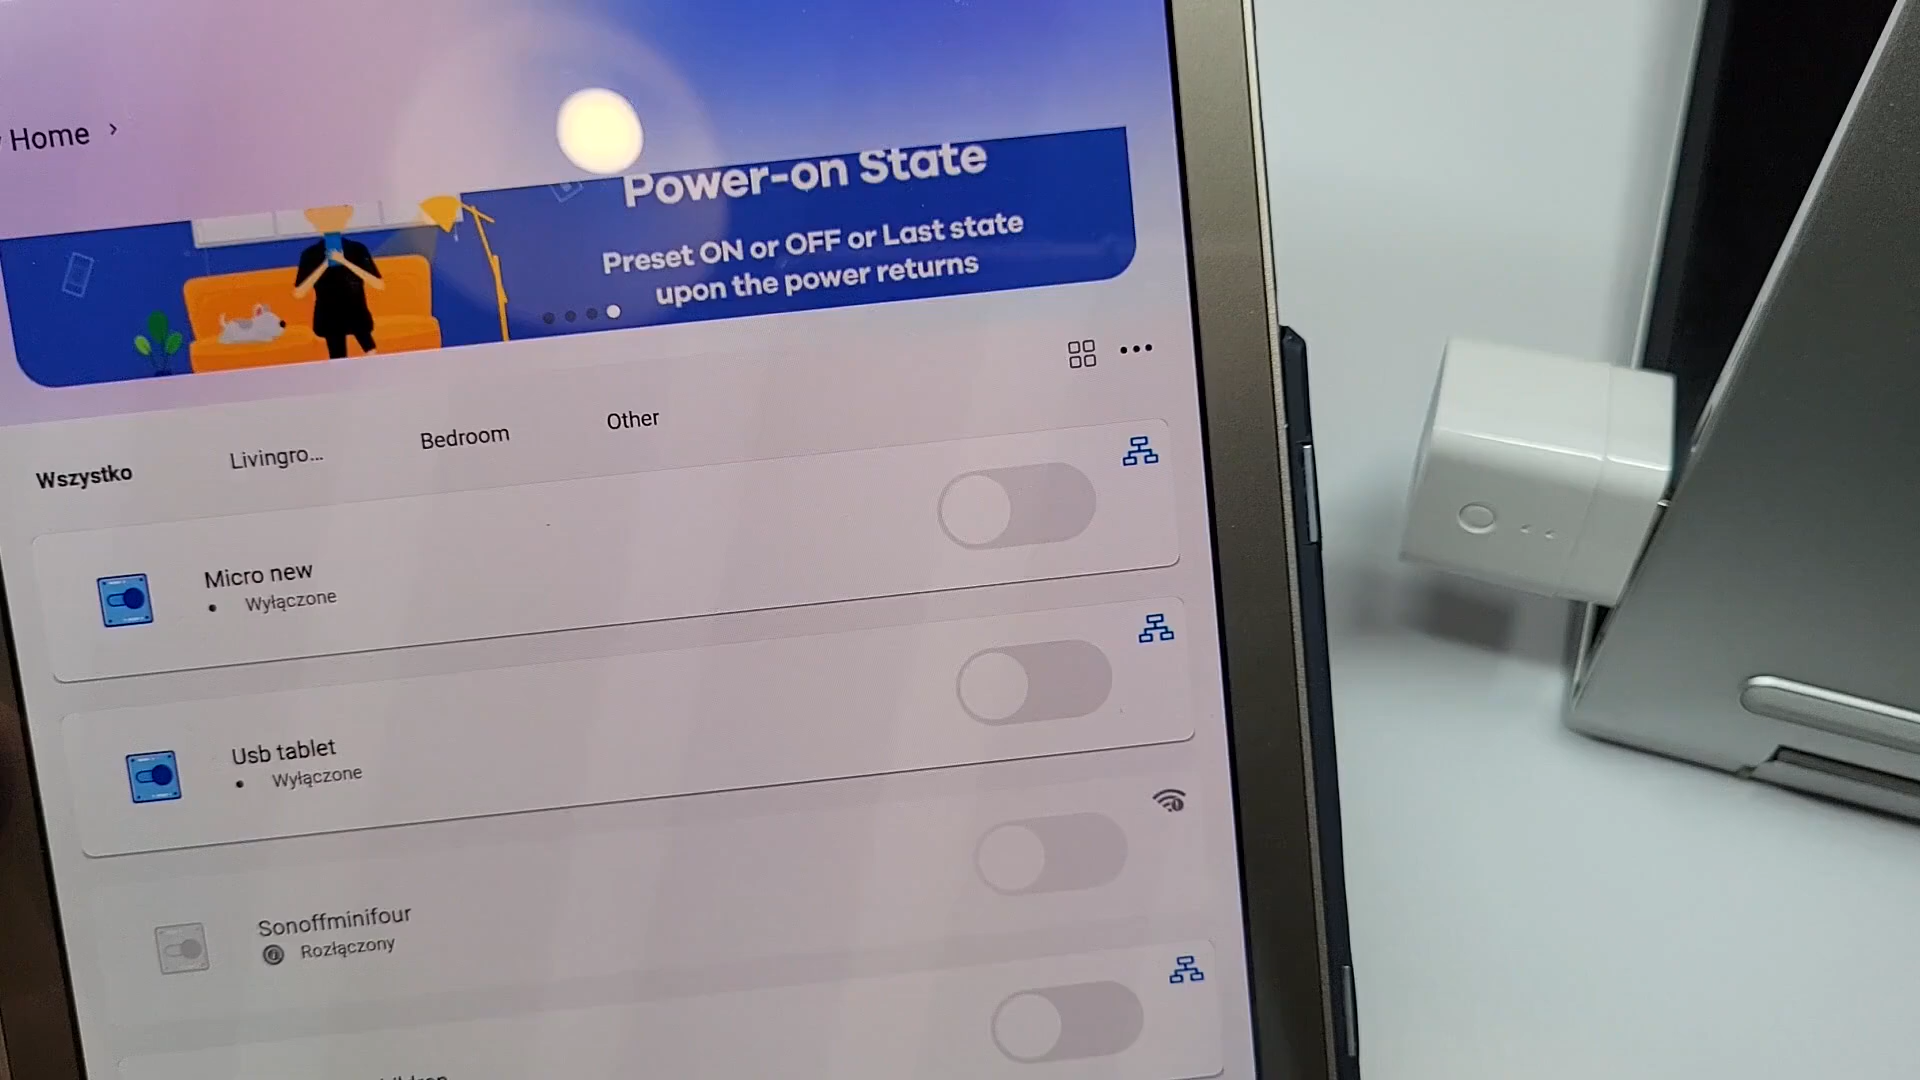 Home
Power-on State
Preset ON or OFF or Last state
upon the power returns
Wszystko
Livingro...
Bedroom
Other
Micro new
Wyłączone
Usb tablet
Wyłączone
Sonoffminifour
Rozłączony